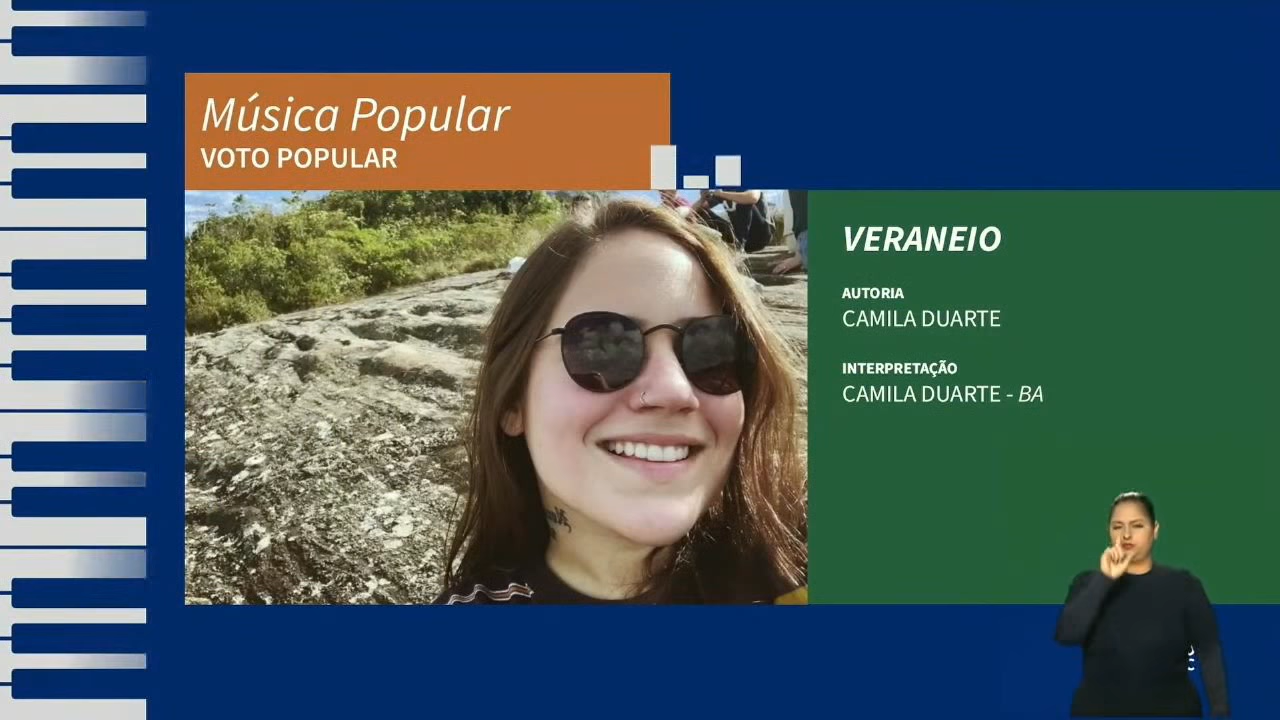 Música Popular
VOTO POPULAR
VERANEIO
AUTORIA
CAMILA DUARTE
INTERPRETAÇÃO
CAMILA DUARTE - BA